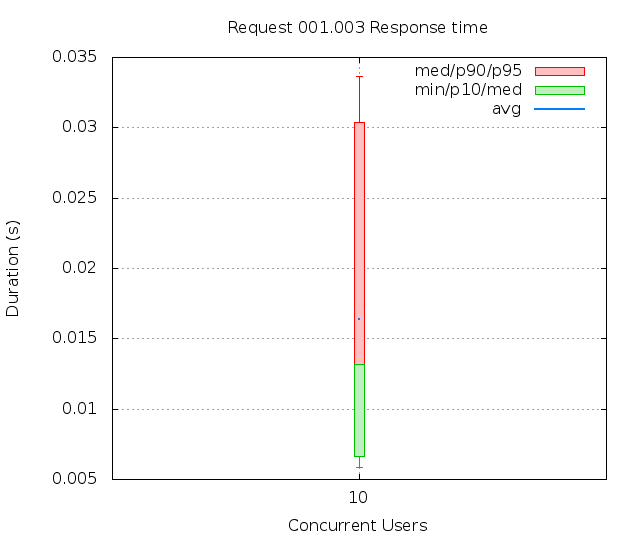 Request 001.003 Response time
0.035
med/p90/p95
min/p10/med
avg
0.03
0.025
0.02
0.015
0.01
0.005
Duration (s)
10
Concurrent Users